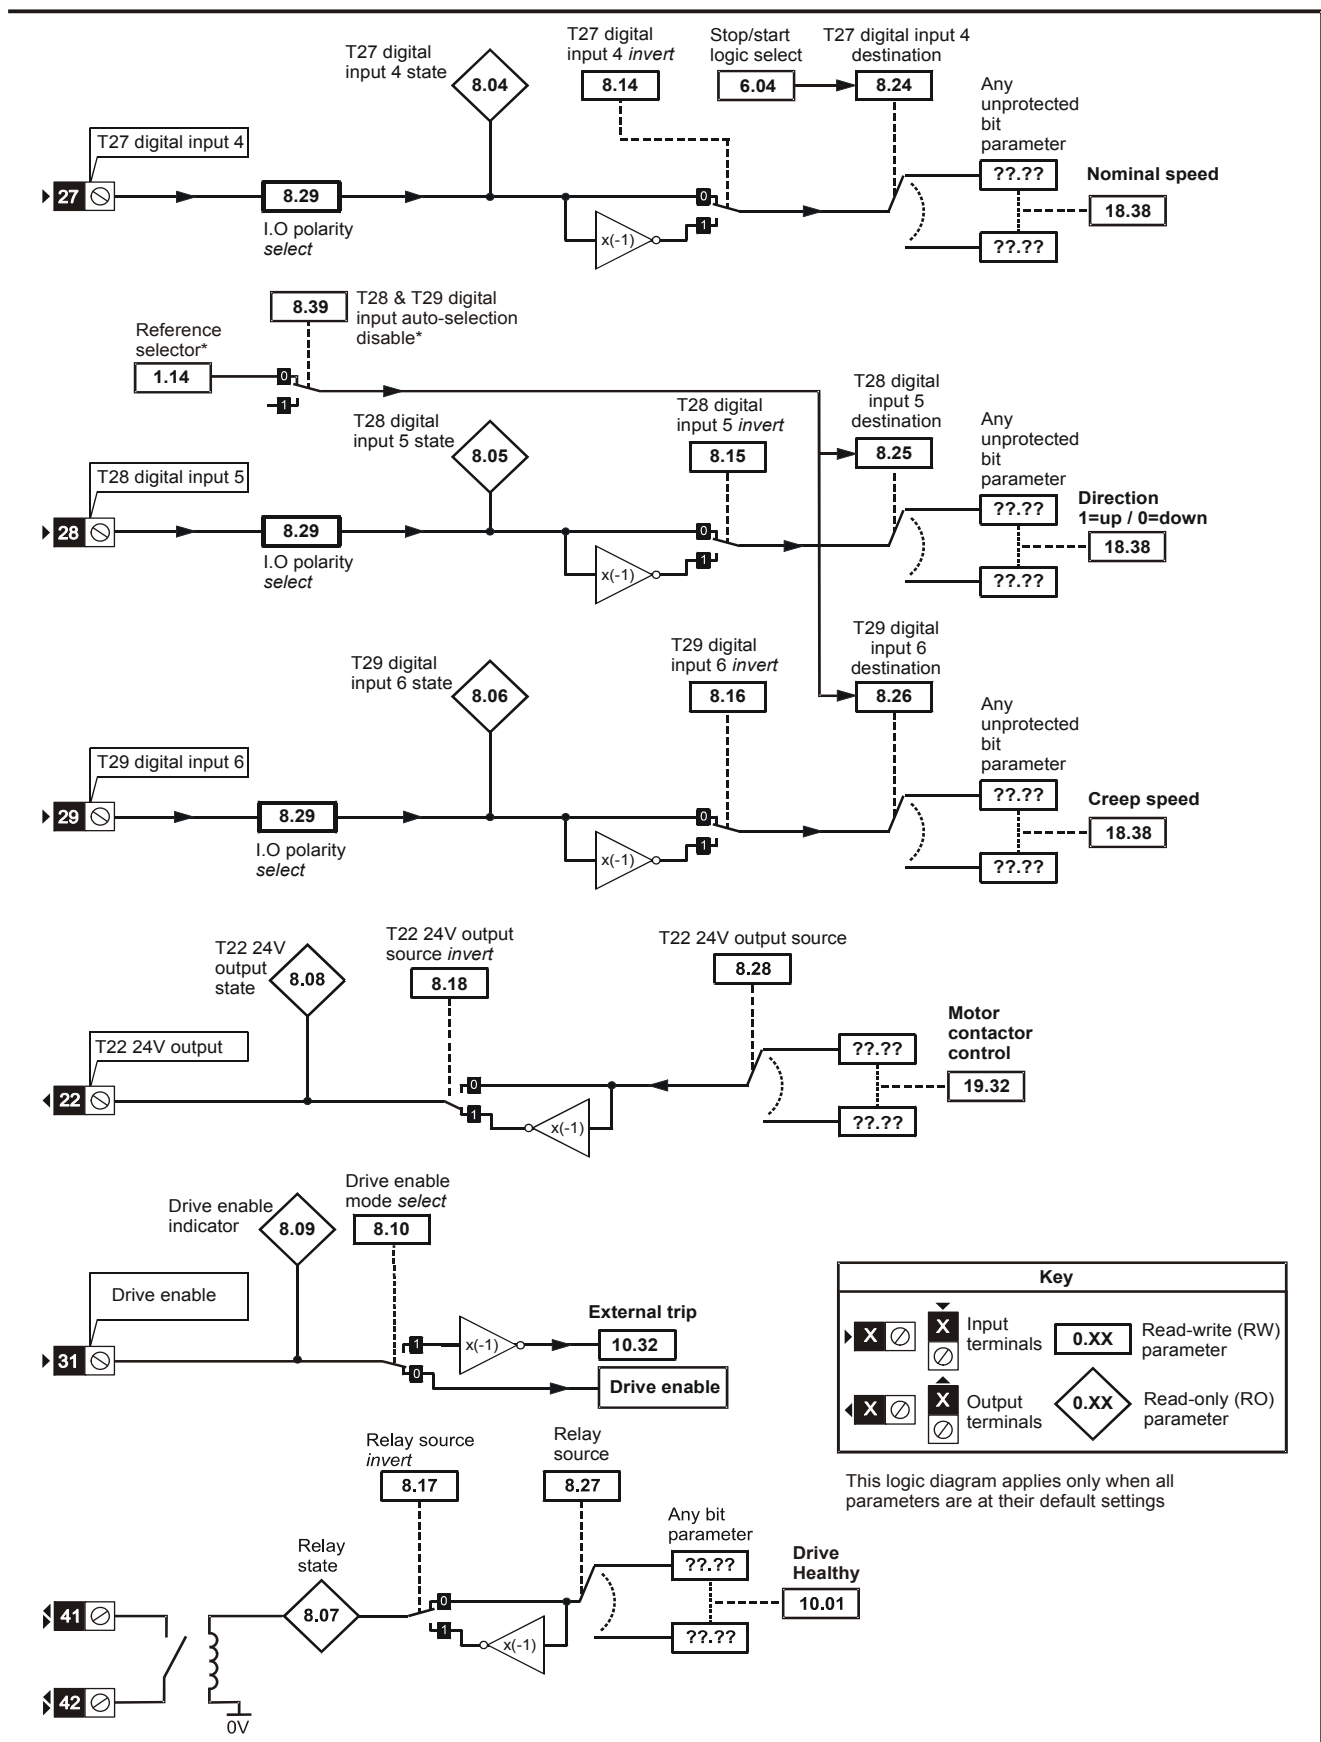 T27 digital
input 4 state
8.04
T27 digital
input 4 invert
8.14
Stop/start
logic select
6.04
T27 digital input 4
destination
8.24
Any
unprotected
bit
parameter
??.??
Nominal speed
18.38
??.??
T27 digital input 4
27
8.29
I.O polarity
select
x(-1)
0
1
8.39
T28 & T29 digital
input auto-selection
disable*
Reference
selector*
1.14
0
1
T28 digital
input 5 state
8.05
T28 digital
input 5 invert
8.15
T28 digital
input 5
destination
8.25
Any
unprotected
bit
parameter
??.??
Direction
1=up / 0=down
18.38
??.??
T28 digital input 5
28
8.29
I.O polarity
select
x(-1)
0
1
T29 digital
input 6 state
8.06
T29 digital
input 6 invert
8.16
T29 digital
input 6
destination
8.26
Any
unprotected
bit
parameter
??.??
Creep speed
18.38
??.??
T29 digital input 6
29
8.29
I.O polarity
select
x(-1)
0
1
T22 24V
output
state
8.08
T22 24V output
source invert
8.18
T22 24V output source
8.28
Motor
contactor
control
??.??
19.32
??.??
T22 24V output
22
0
1
x(-1)
Drive enable
indicator
8.09
Drive enable
mode select
8.10
Drive enable
31
1
0
x(-1)
External trip
10.32
Drive enable
Key
X
X
Input
terminals
0.XX
Read-write (RW)
parameter
X
X
Output
terminals
0.XX
Read-only (RO)
parameter
This logic diagram applies only when all
parameters are at their default settings
Relay source
invert
8.17
Relay
source
8.27
Any bit
parameter
??.??
Drive
Healthy
10.01
??.??
Relay
state
8.07
0
1
x(-1)
41
42
0V